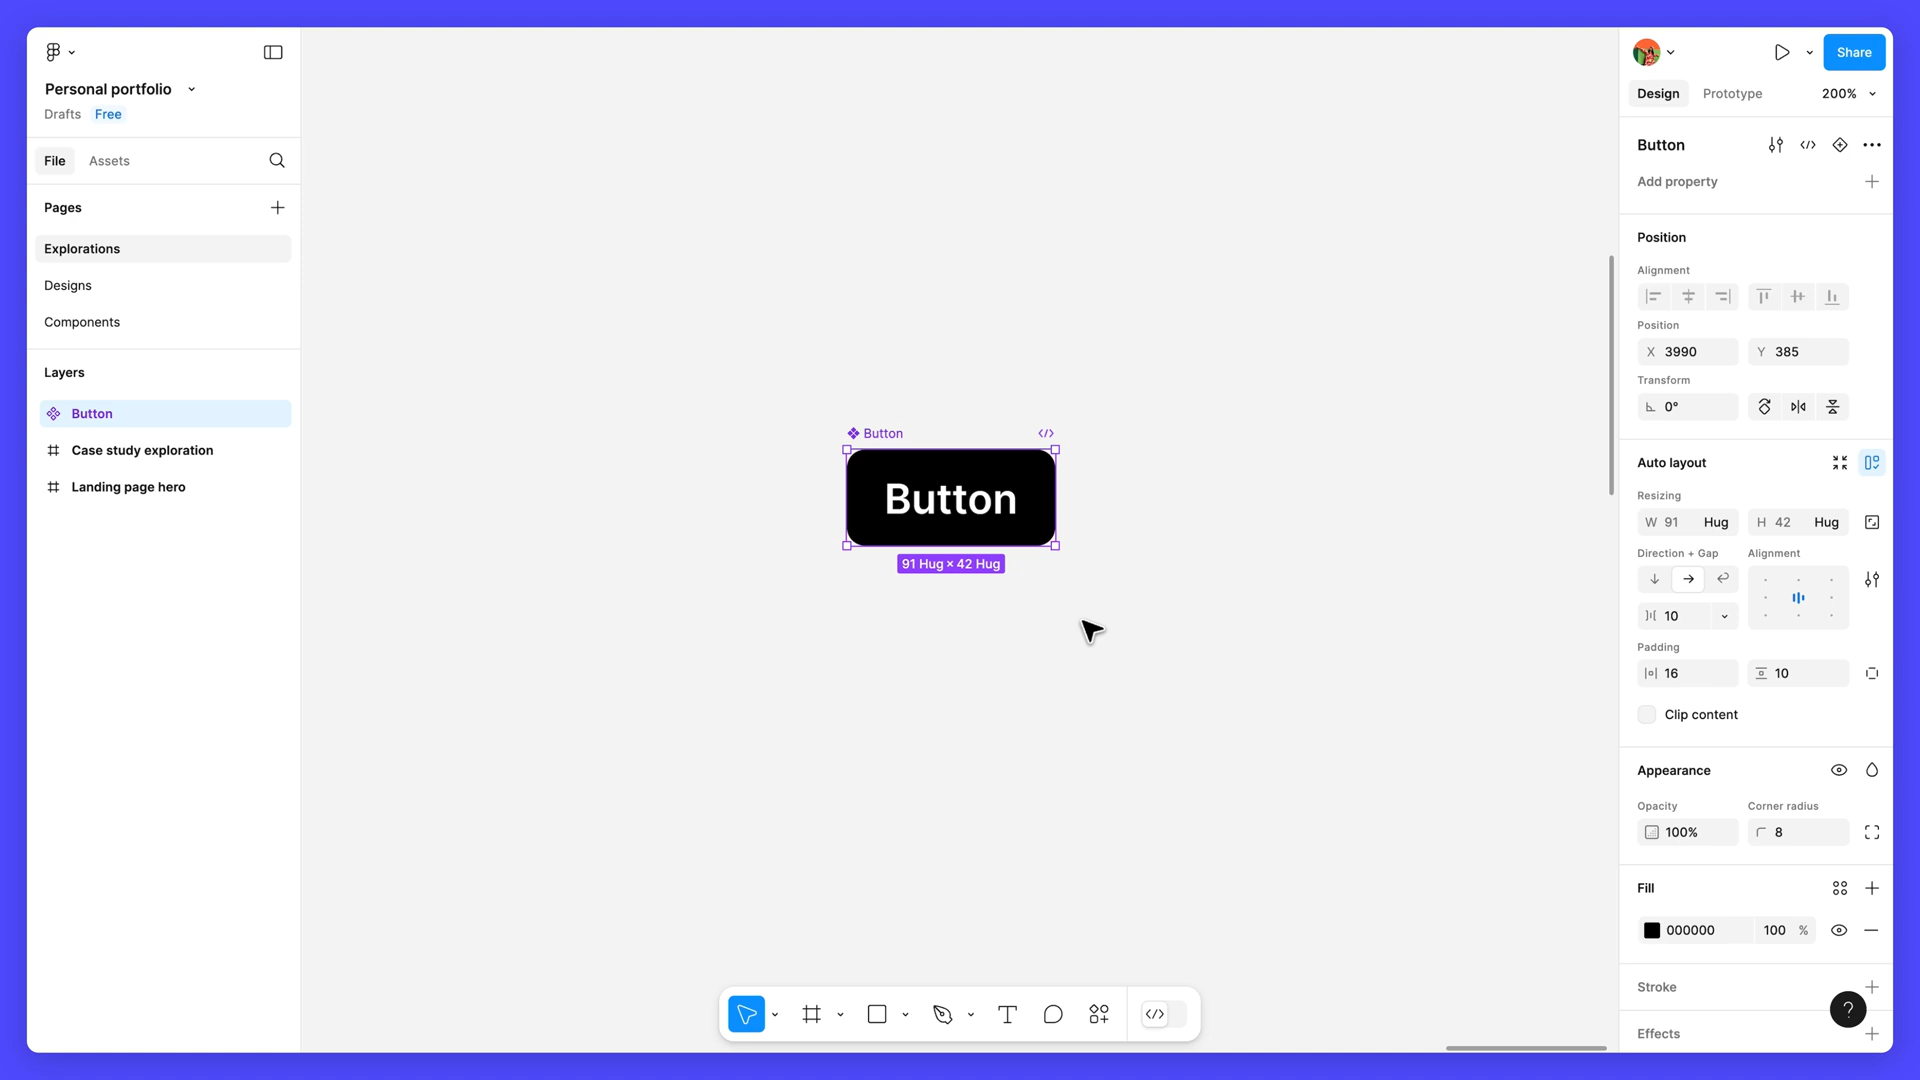 Personal portfolio
Drafts Free
File Assets
Pages
Explorations
Designs
Components
Layers
Button
Case study exploration
Landing page hero
Button </>
Button
91 Hug × 42 Hug
</>
Share
Design Prototype 200%
Button </>
Add property
Position
Alignment
Position
X 3990 Y 385
Transform
0°
Auto layout
Resizing
W 91 Hug H 42 Hug
Direction + Gap Alignment
10
Padding
16 10
Clip content
Appearance
Opacity Corner radius
100% 8
Fill
000000 100 %
Stroke
?
Effects